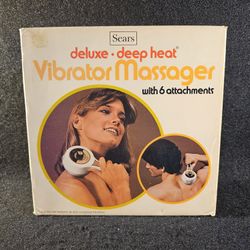 Sears
deluxe • deep heat
Vibrator Massager
with 6 attachments